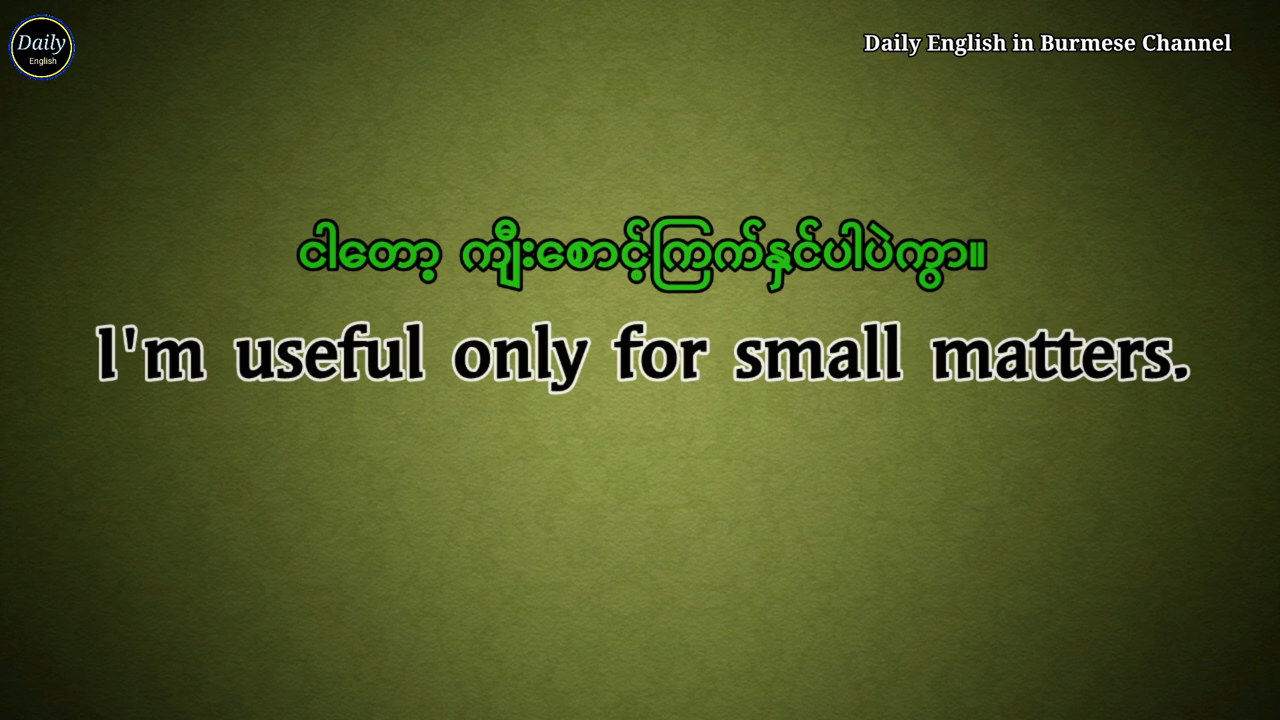 Daily
English
Daily English in Burmese Channel
ငါတော့ ကျီးစောင့်ကြက်နှင်ပါပဲကွာ။
I'm useful only for small matters.